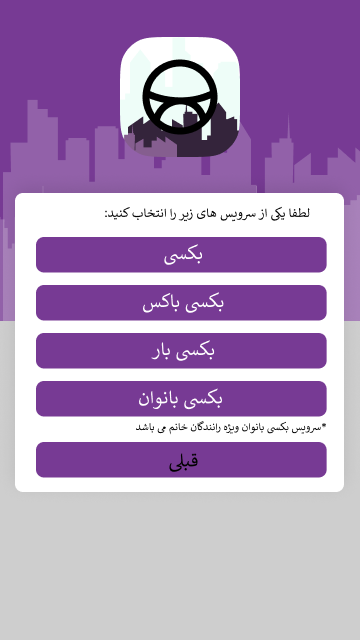 لطفا یکی از سرویس های زیر را انتخاب کنید:
بکسی
بکسی باکس
بکسی بار
بکسی بانوان
*سرویس بکسی بانوان ویژه رانندگان خانم می باشد
قبلی